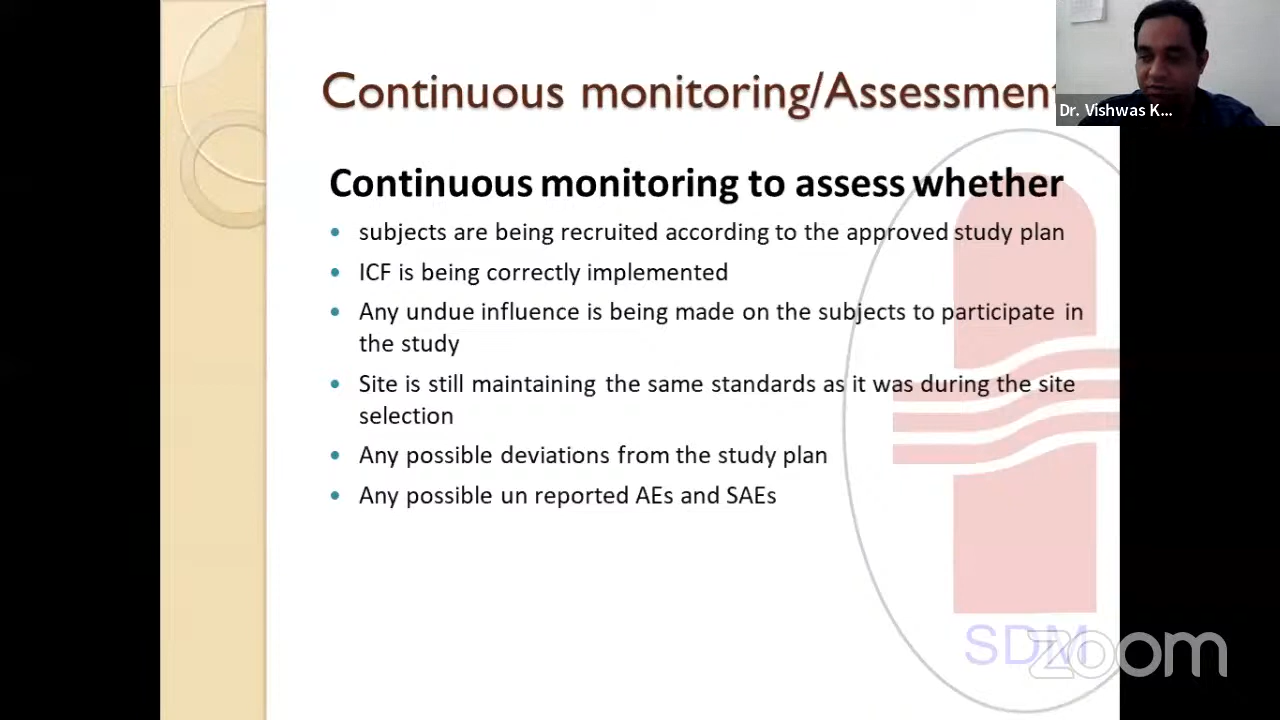 Continuous monitoring/Assessment
Dr. Vishwas K...
Continuous monitoring to assess whether
subjects are being recruited according to the approved study plan
ICF is being correctly implemented
Any undue influence is being made on the subjects to participate in
the study
Site is still maintaining the same standards as it was during the site
selection
Any possible deviations from the study plan
Any possible un reported AEs and SAEs
SDM
zoom